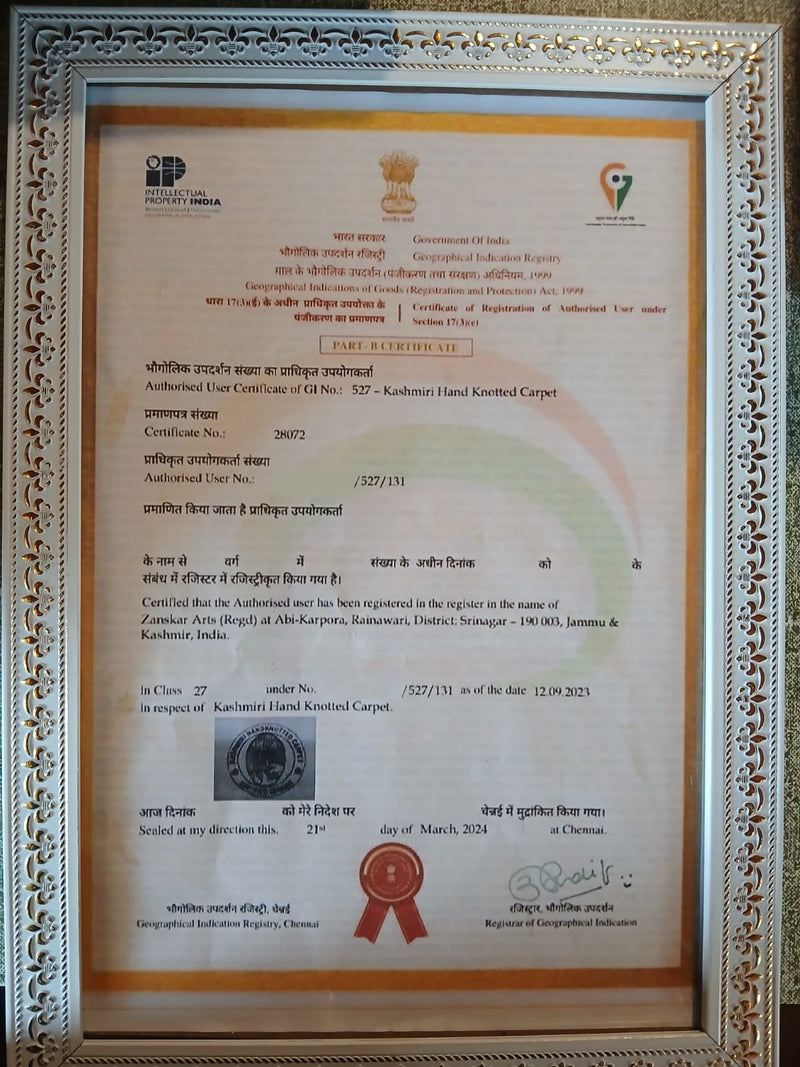 INTELLECTUAL
PROPERTY INDIA
भारत सरकार Government Of India
भौगोलिक उपदर्शन रजिस्ट्री Geographical Indication Registry
माल के भौगोलिक उपदर्शन (पंजीकरण तथा संरक्षण) अधिनियम, 1999
Geographical Indications of Goods (Registration and Protection) Act, 1999
धारा 17(3)(ई) के अधीन प्राधिकृत उपयोक्ता के Certificate of Registration of Authorised User under
पंजीकरण का प्रमाणपत्र Section 17(3)(e)
PART-B CERTIFICATE
भौगोलिक उपदर्शन संख्या का प्राधिकृत उपयोगकर्ता
Authorised User Certificate of GI No.: 527 – Kashmiri Hand Knotted Carpet
प्रमाणपत्र संख्या
Certificate No.: 28072
प्राधिकृत उपयोगकर्ता संख्या
Authorised User No.: /527/131
प्रमाणित किया जाता है प्राधिकृत उपयोगकर्ता
के नाम से वर्ग में संख्या के अधीन दिनांक को के
संबंध में रजिस्टर में रजिस्ट्रीकृत किया गया है।
Certified that the Authorised user has been registered in the register in the name of
Zanskar Arts (Regd) at Abi-Karpora, Rainawari, District: Srinagar – 190 003, Jammu &
Kashmir, India.
In Class 27 under No. /527/131 as of the date 12.09.2023
In respect of Kashmiri Hand Knotted Carpet.
आज दिनांक को मेरे निदेश पर चेन्नई में मुद्रांकित किया गया।
Sealed at my direction this, 21st day of March, 2024 at Chennai.
भौगोलिक उपदर्शन रजिस्ट्री, चेन्नई रजिस्ट्रार, भौगोलिक उपदर्शन
Geographical Indication Registry, Chennai Registrar of Geographical Indication